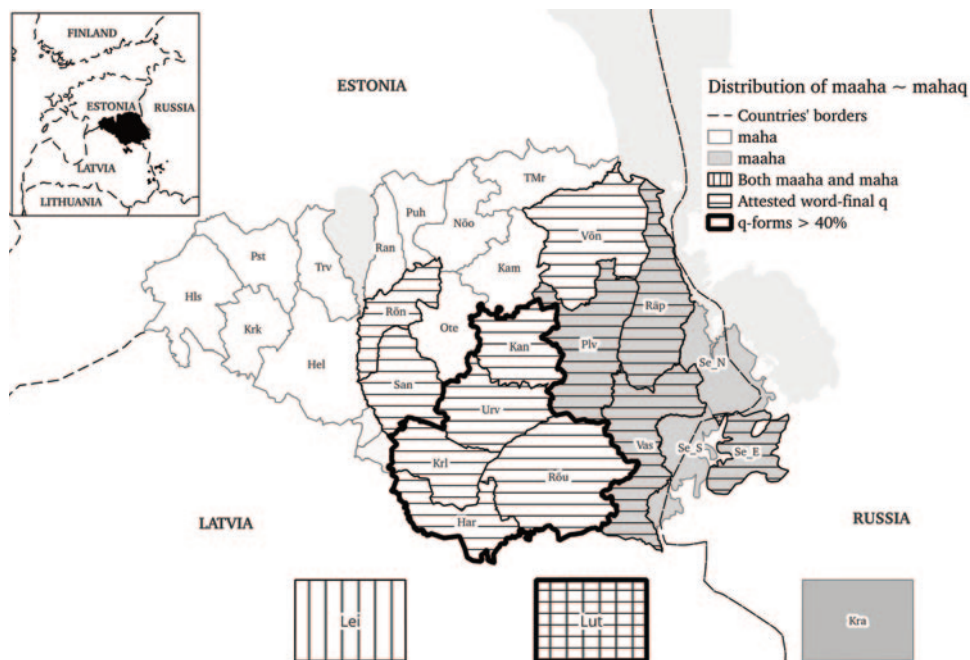 FINLAND
ESTONIA
RUSSIA
LATVIA
LITHUANIA
ESTONIA
Distribution of maaha ~ mahaq
Countries' borders
maha
maaha
Both maaha and maha
Attested word-final q
q-forms > 40%
TMr
Puh
Nõo
Võn
Ran
Pst
Trv
Kam
Hls
Rõn
Räp
Krk
Ote
Kan
Plv
Hel
Se_N
San
Urv
Vas
Se_S
Se_E
Krl
Rõu
Har
LATVIA
RUSSIA
Lei
Lut
Kra